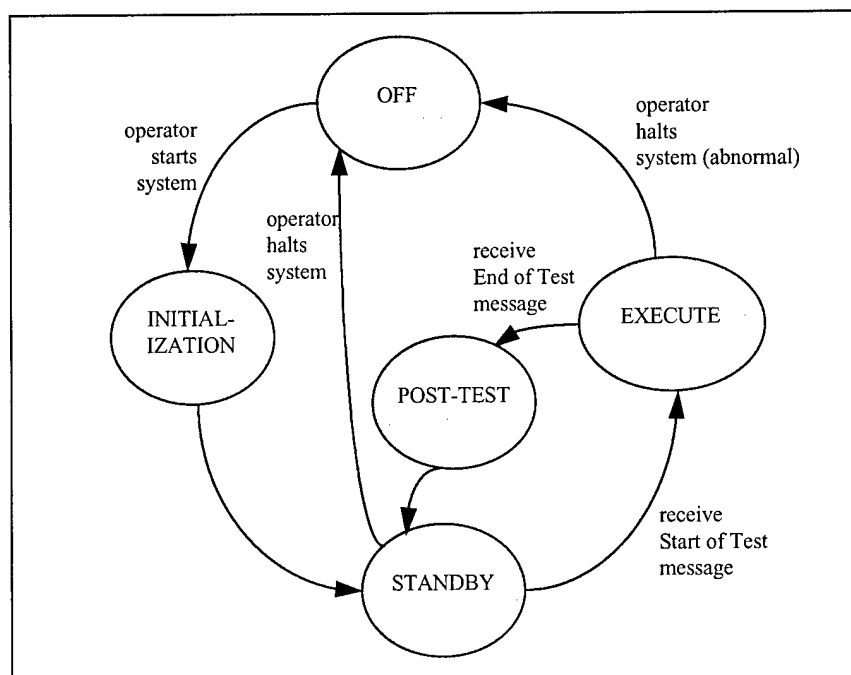 OFF
operator
starts
system
operator
halts
system (abnormal)
operator
halts
system
receive
End of Test
message
INITIAL-
IZATION
EXECUTE
POST-TEST
receive
Start of Test
message
STANDBY